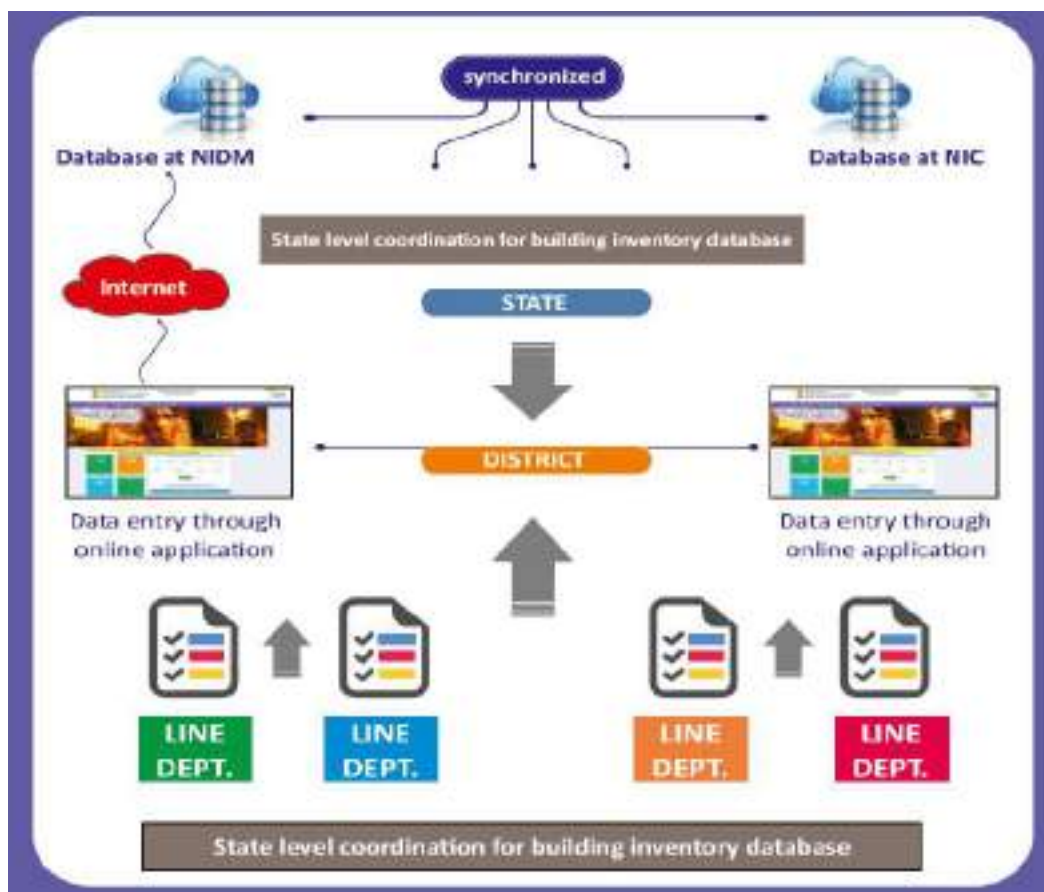 synchronized
Database at NIDM
Database at NIC
State level coordination for building inventory database
Internet
STATE
DISTRICT
Data entry through
online application
Data entry through
online application
LINE
DEPT.
LINE
DEPT.
LINE
DEPT.
LINE
DEPT.
State level coordination for building inventory database